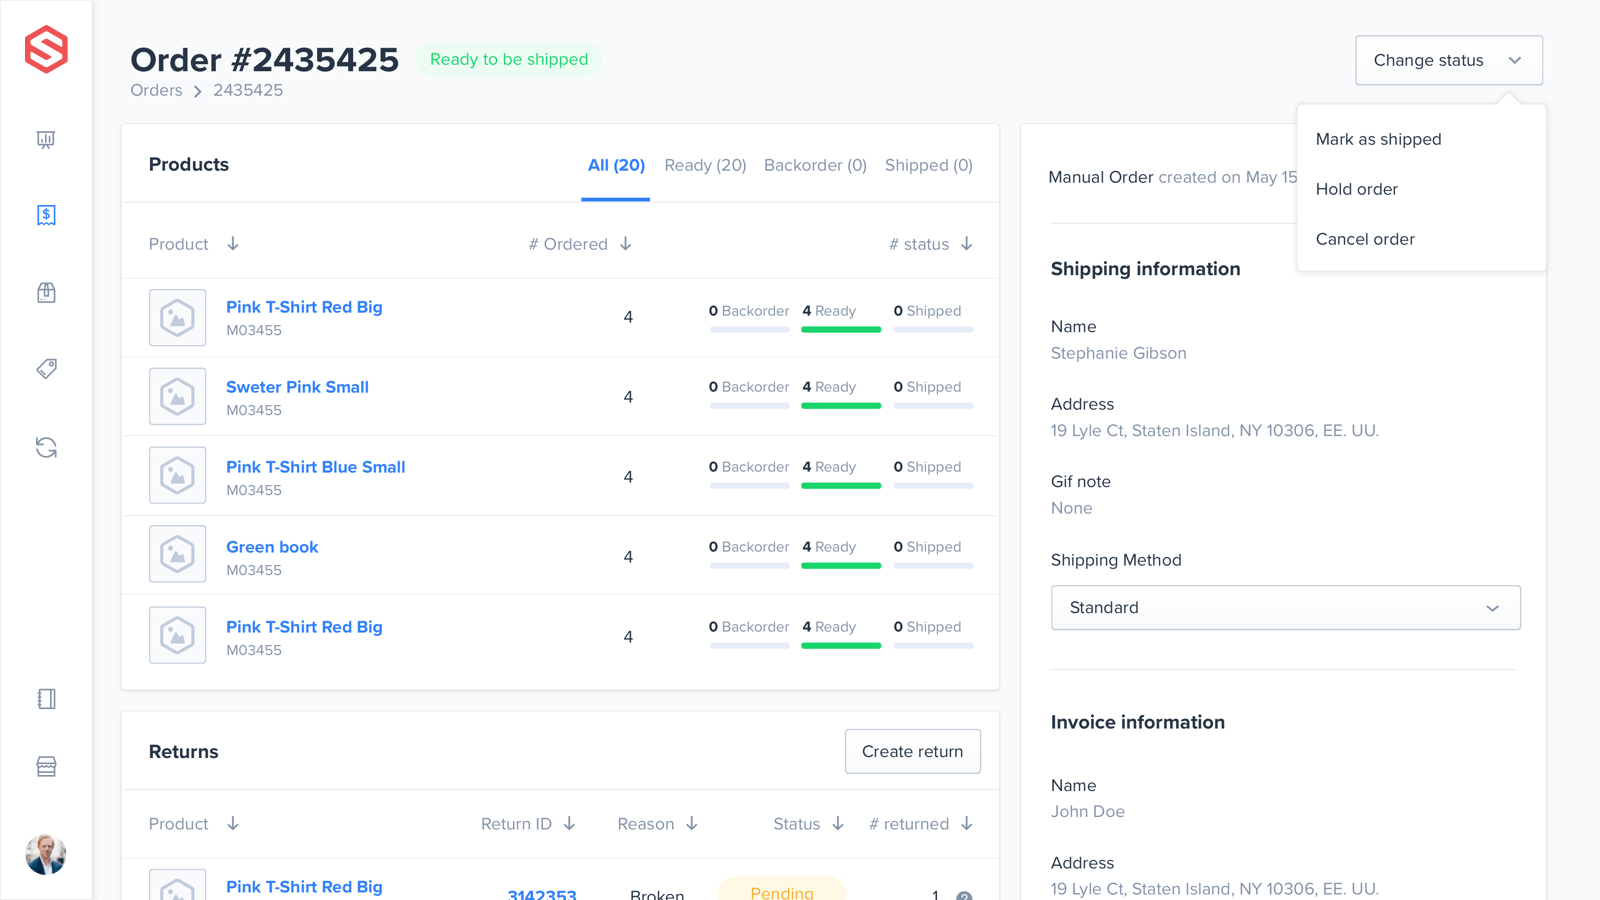 Order #2435425
Ready to be shipped
Orders > 2435425
Change status
Mark as shipped
Hold order
Cancel order
Products
All (20) Ready (20) Backorder (0) Shipped (0)
Product # Ordered # status
Pink T-Shirt Red Big
M03455
4
0 Backorder 4 Ready 0 Shipped
Sweter Pink Small
M03455
4
0 Backorder 4 Ready 0 Shipped
Pink T-Shirt Blue Small
M03455
4
0 Backorder 4 Ready 0 Shipped
Green book
M03455
4
0 Backorder 4 Ready 0 Shipped
Pink T-Shirt Red Big
M03455
4
0 Backorder 4 Ready 0 Shipped
Returns
Create return
Product Return ID Reason Status # returned
Pink T-Shirt Red Big
3142353 Broken Pending 1 ?
Manual Order created on May 15
Shipping information
Name
Stephanie Gibson
Address
19 Lyle Ct, Staten Island, NY 10306, EE. UU.
Gif note
None
Shipping Method
Standard
Invoice information
Name
John Doe
Address
19 Lyle Ct, Staten Island, NY 10306, EE. UU.